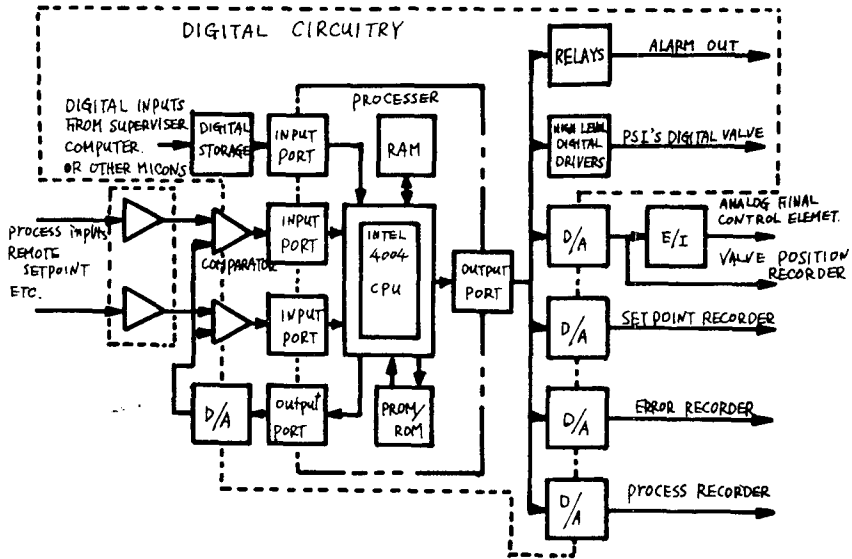 DIGITAL CIRCUITRY
DIGITAL INPUTS
FROM SUPERVISER
COMPUTER.
OR OTHER MICONS
DIGITAL
STORAGE
INPUT
PORT
PROCESSER
RAM
RELAYS
ALARM OUT
HIGH LEVEL
DIGITAL
DRIVERS
PSI'S DIGITAL VALVE
PROCESS INPUTS
REMOTE
SETPOINT
ETC.
COMPARATOR
INPUT
PORT
INTEL
4004
CPU
OUTPUT
PORT
D/A
E/I
ANALOG FINAL
CONTROL ELEMET.
VALVE POSITION
RECORDER
INPUT
PORT
D/A
SET POINT RECORDER
D/A
OUTPUT
PORT
PROM/
ROM
D/A
ERROR RECORDER
D/A
PROCESS RECORDER